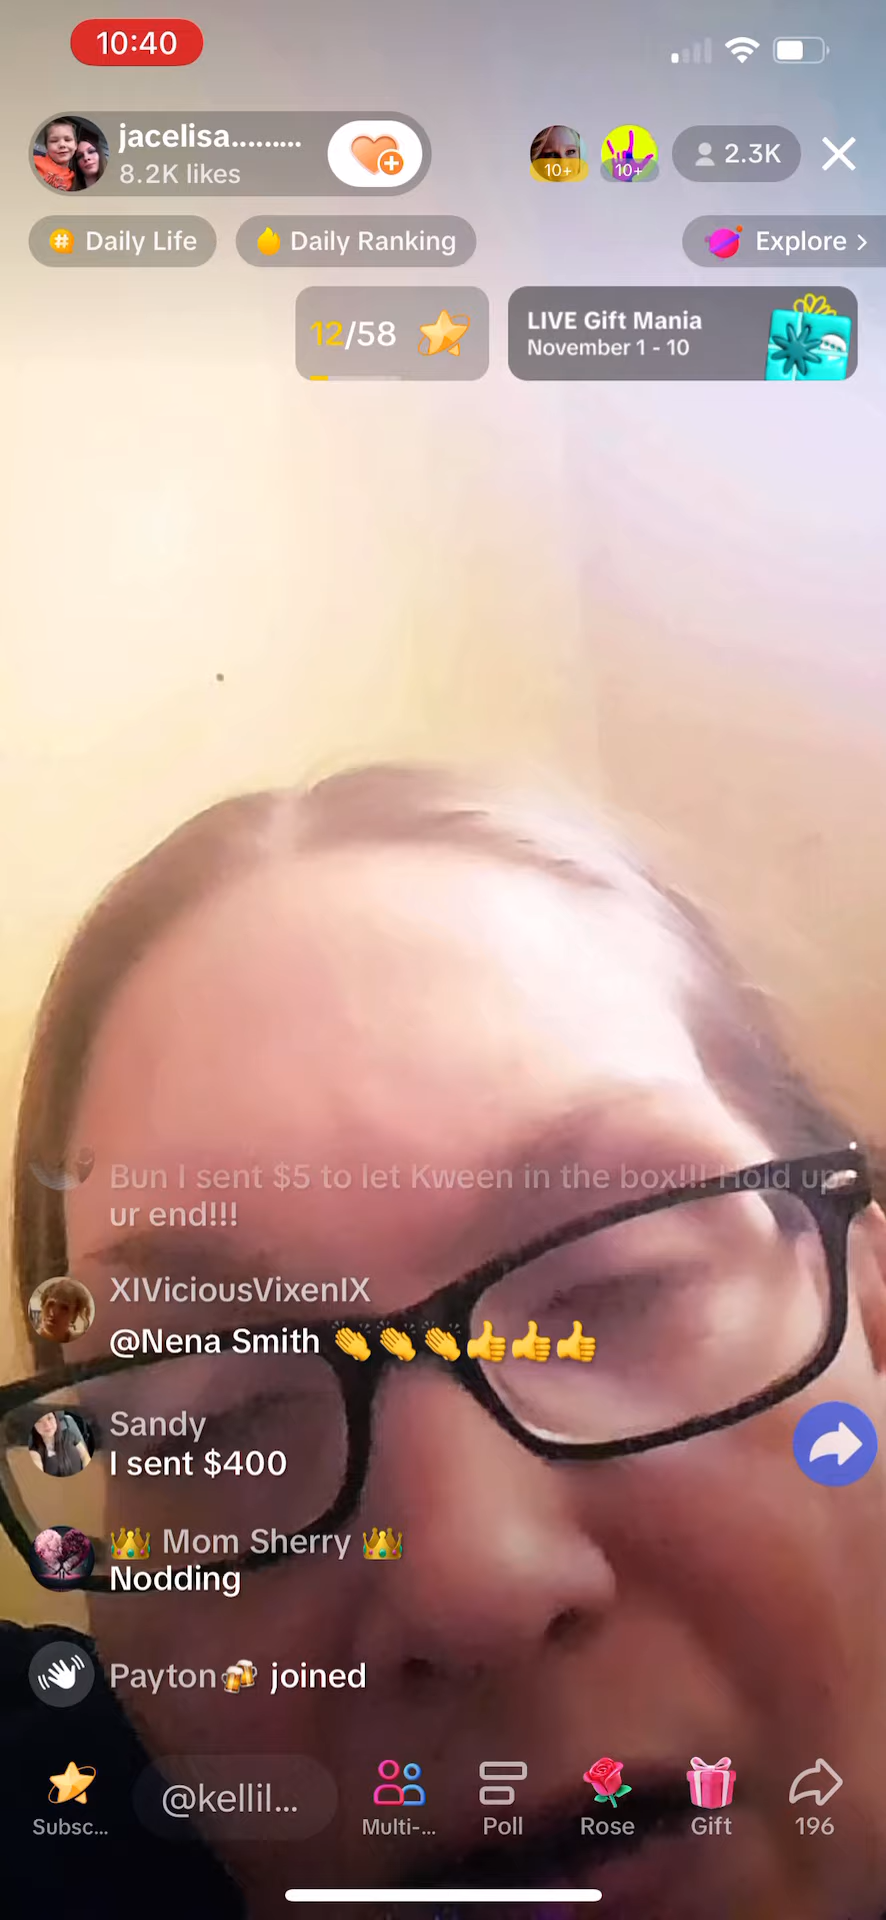 10:40
jacelisa.........
8.2K likes
10+
10+
2.3K
Daily Life
Daily Ranking
Explore >
12/58
LIVE Gift Mania
November 1 - 10
Bun I sent $5 to let Kween in the box!!! Hold up
ur end!!!
XIViciousVixenIX
@Nena Smith 👏👏👏👍👍👍
Sandy
I sent $400
👑 Mom Sherry 👑
Nodding
Payton🍻 joined
@kellil...
Subsc...
Multi-...
Poll
Rose
Gift
196